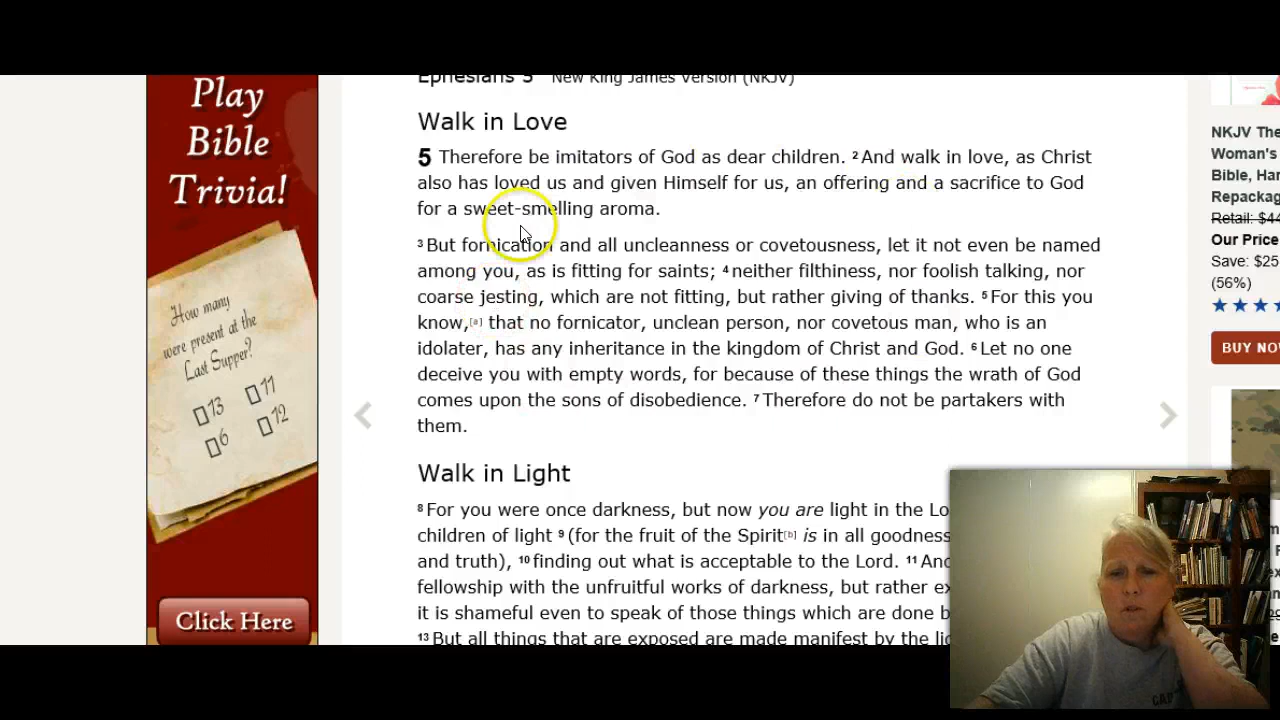 Play
Bible
Trivia!
How many
were present at the
Last Supper?
13
11
6
12
Click Here
Ephesians 5 New King James Version (NKJV)
Walk in Love
5 Therefore be imitators of God as dear children. 2 And walk in love, as Christ
also has loved us and given Himself for us, an offering and a sacrifice to God
for a sweet-smelling aroma.
3 But fornication and all uncleanness or covetousness, let it not even be named
among you, as is fitting for saints; 4 neither filthiness, nor foolish talking, nor
coarse jesting, which are not fitting, but rather giving of thanks. 5 For this you
know,[a] that no fornicator, unclean person, nor covetous man, who is an
idolater, has any inheritance in the kingdom of Christ and God. 6 Let no one
deceive you with empty words, for because of these things the wrath of God
comes upon the sons of disobedience. 7 Therefore do not be partakers with
them.
Walk in Light
8 For you were once darkness, but now you are light in the Lo
children of light 9 (for the fruit of the Spirit[b] is in all goodness
and truth), 10 finding out what is acceptable to the Lord. 11 And
fellowship with the unfruitful works of darkness, but rather ex
it is shameful even to speak of those things which are done b
13 But all things that are exposed are made manifest by the lig
NKJV The
Woman's
Bible, Har
Repackag
Retail: $44
Our Price
Save: $25
(56%)
BUY NO